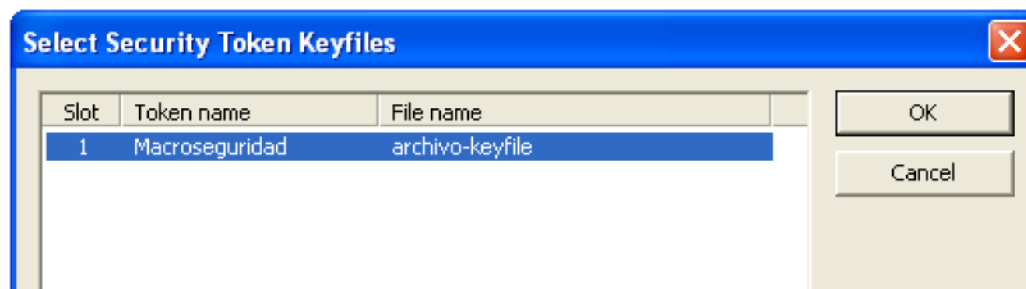 Select Security Token Keyfiles
Slot Token name File name OK
1 Macroseguridad archivo-keyfile
Cancel